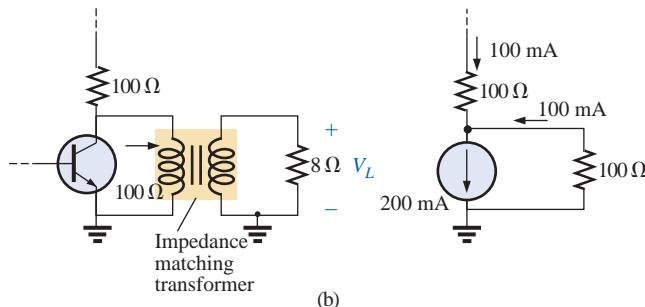 100 Ω
100 Ω
8 Ω
V_L
+
–
Impedance
matching
transformer
100 mA
100 Ω
100 mA
100 Ω
200 mA
(b)